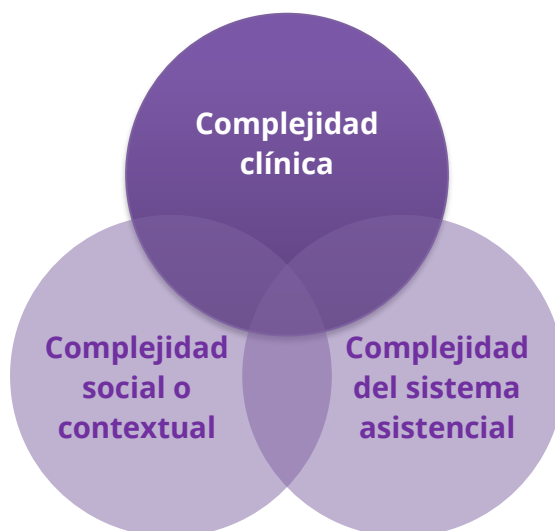 Complejidad
clínica
Complejidad
social o
contextual
Complejidad
del sistema
asistencial